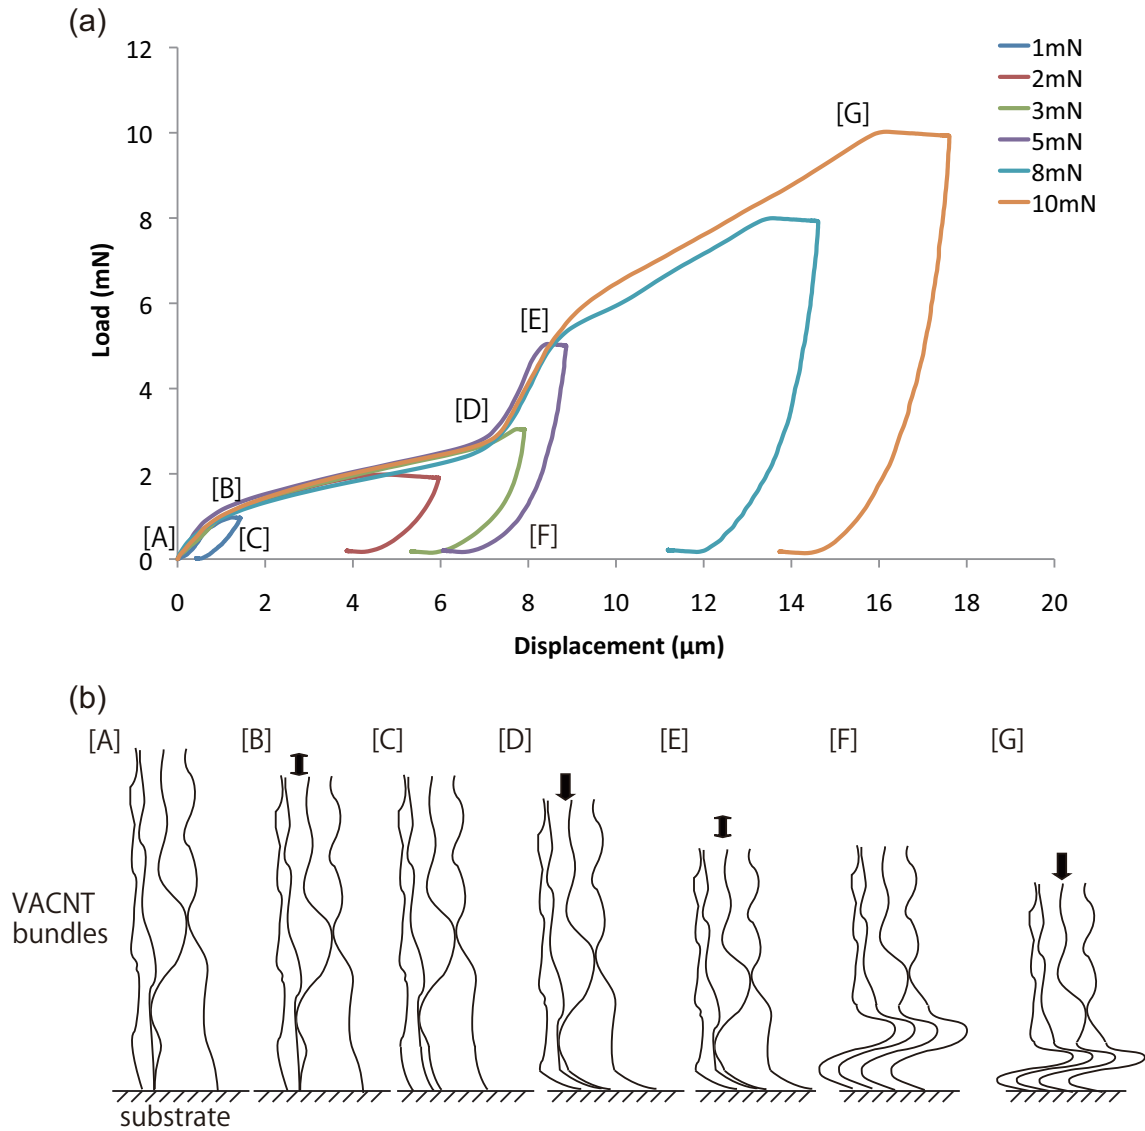 (a)
12
10
8
6
4
2
0
Load (mN)
0 2 4 6 8 10 12 14 16 18 20
Displacement (µm)
[A]
[B]
[C]
[D]
[E]
[F]
[G]
1mN
2mN
3mN
5mN
8mN
10mN
(b)
[A] [B] [C] [D] [E] [F] [G]
VACNT
bundles
substrate